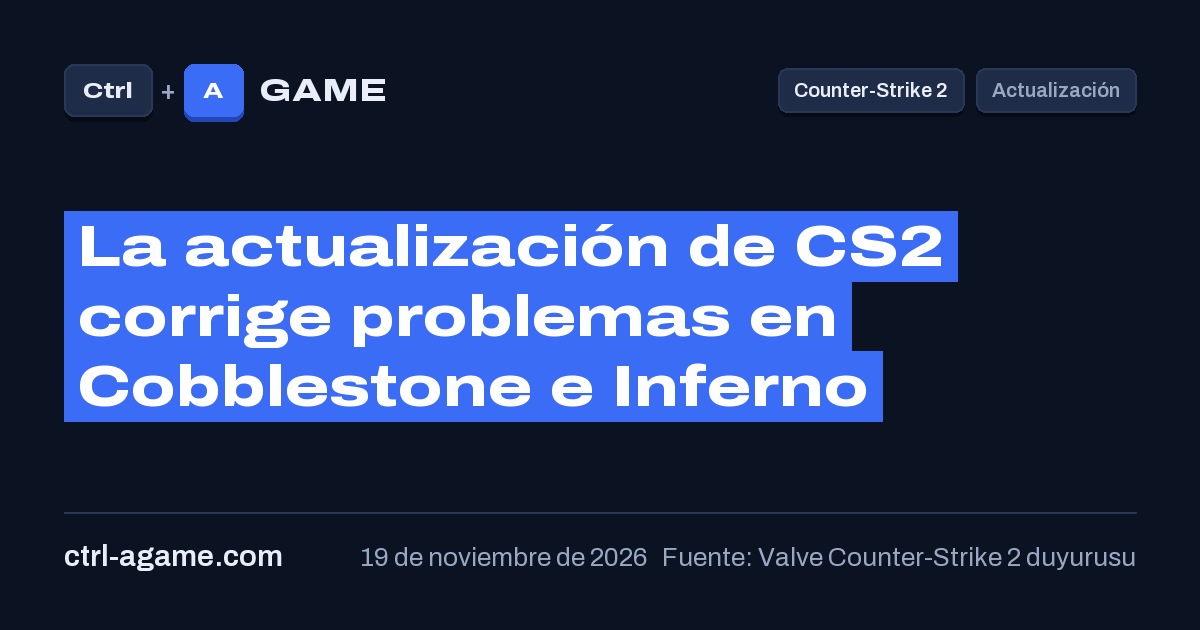 Ctrl + A GAME
Counter-Strike 2 Actualización
La actualización de CS2
corrige problemas en
Cobblestone e Inferno
ctrl-agame.com
19 de noviembre de 2026 Fuente: Valve Counter-Strike 2 duyurusu